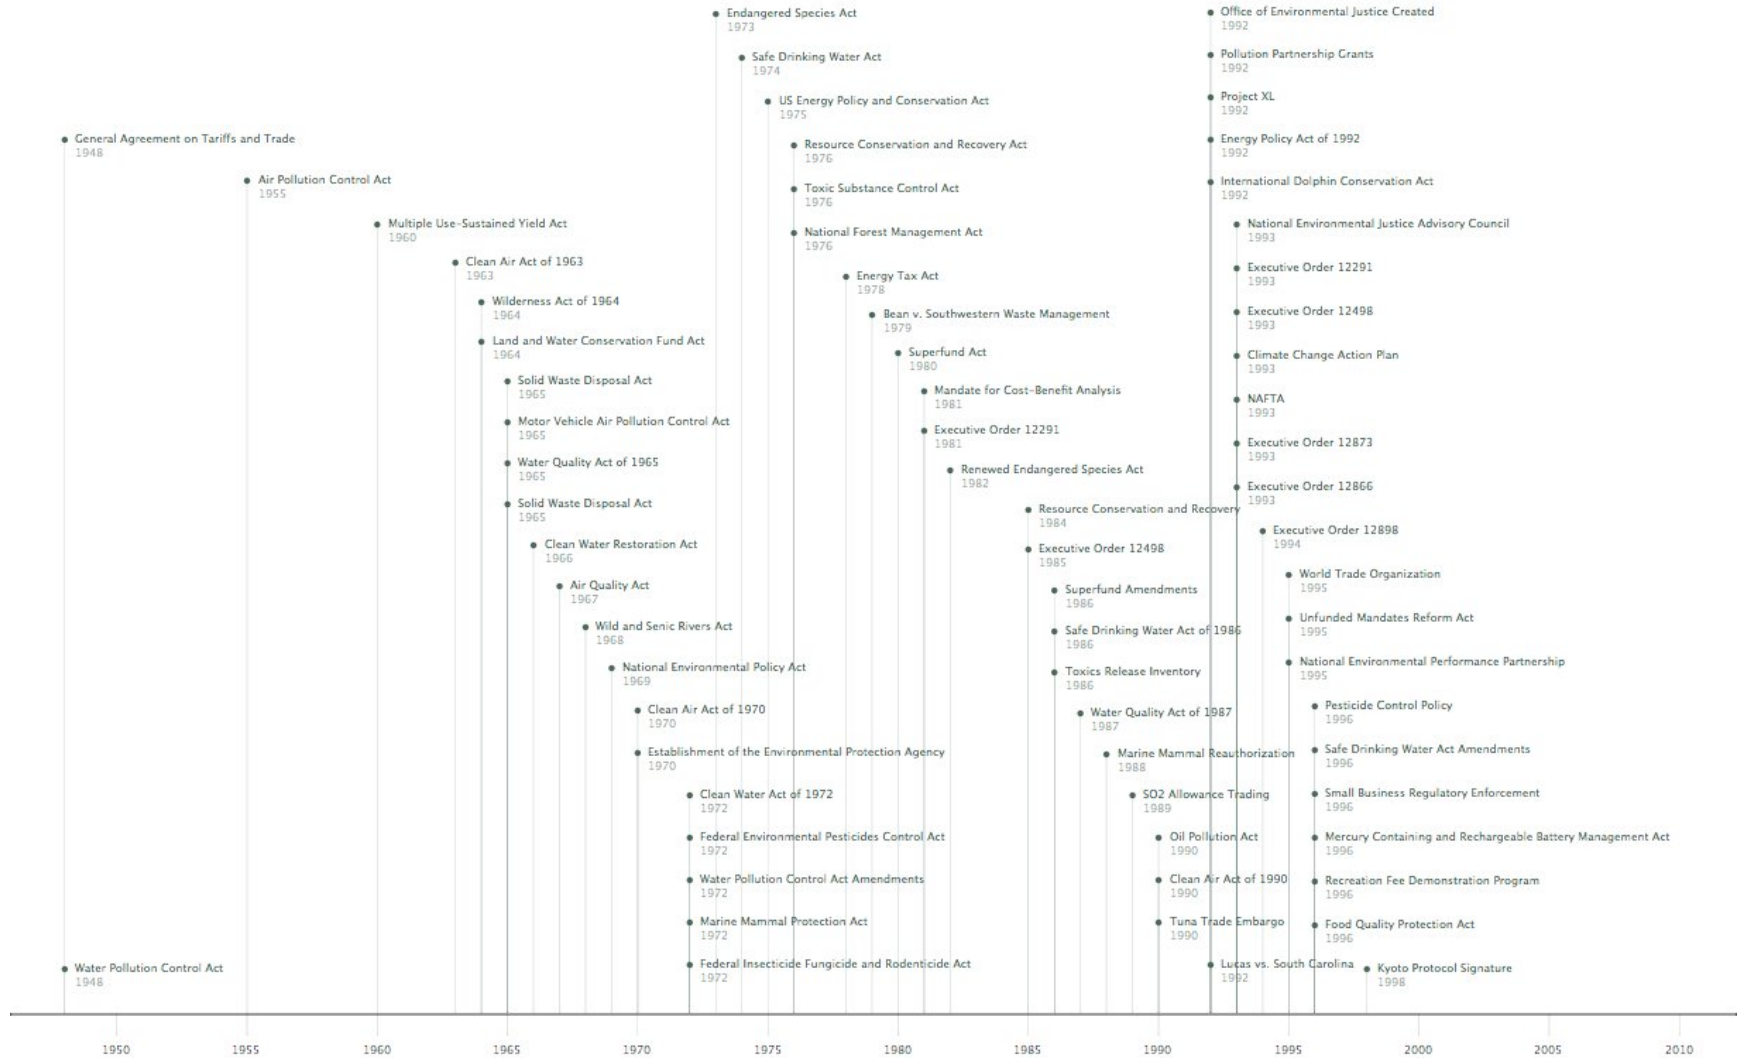 General Agreement on Tariffs and Trade
1948
Air Pollution Control Act
1955
Multiple Use-Sustained Yield Act
1960
Clean Air Act of 1963
1963
Wilderness Act of 1964
1964
Land and Water Conservation Fund Act
1964
Solid Waste Disposal Act
1965
Motor Vehicle Air Pollution Control Act
1965
Water Quality Act of 1965
1965
Solid Waste Disposal Act
1965
Clean Water Restoration Act
1966
Air Quality Act
1967
Wild and Senic Rivers Act
1968
National Environmental Policy Act
1969
Clean Air Act of 1970
1970
Establishment of the Environmental Protection Agency
1970
Clean Water Act of 1972
1972
Federal Environmental Pesticides Control Act
1972
Water Pollution Control Act Amendments
1972
Marine Mammal Protection Act
1972
Federal Insecticide Fungicide and Rodenticide Act
1972
Water Pollution Control Act
1948
Endangered Species Act
1973
Safe Drinking Water Act
1974
US Energy Policy and Conservation Act
1975
Resource Conservation and Recovery Act
1976
Toxic Substance Control Act
1976
National Forest Management Act
1976
Energy Tax Act
1978
Bean v. Southwestern Waste Management
1979
Superfund Act
1980
Mandate for Cost-Benefit Analysis
1981
Executive Order 12291
1981
Renewed Endangered Species Act
1982
Resource Conservation and Recovery
1984
Executive Order 12498
1985
Superfund Amendments
1986
Safe Drinking Water Act of 1986
1986
Toxics Release Inventory
1986
Water Quality Act of 1987
1987
Marine Mammal Reauthorization
1988
SO2 Allowance Trading
1989
Oil Pollution Act
1990
Clean Air Act of 1990
1990
Tuna Trade Embargo
1990
Lucas vs. South Carolina
1992
Office of Environmental Justice Created
1992
Pollution Partnership Grants
1992
Project XL
1992
Energy Policy Act of 1992
1992
International Dolphin Conservation Act
1992
National Environmental Justice Advisory Council
1993
Executive Order 12291
1993
Executive Order 12498
1993
Climate Change Action Plan
1993
NAFTA
1993
Executive Order 12873
1993
Executive Order 12866
1993
Executive Order 12898
1994
World Trade Organization
1995
Unfunded Mandates Reform Act
1995
National Environmental Performance Partnership
1995
Pesticide Control Policy
1996
Safe Drinking Water Act Amendments
1996
Small Business Regulatory Enforcement
1996
Mercury Containing and Rechargeable Battery Management Act
1996
Recreation Fee Demonstration Program
1996
Food Quality Protection Act
1996
Kyoto Protocol Signature
1998
1950 1955 1960 1965 1970 1975 1980 1985 1990 1995 2000 2005 2010